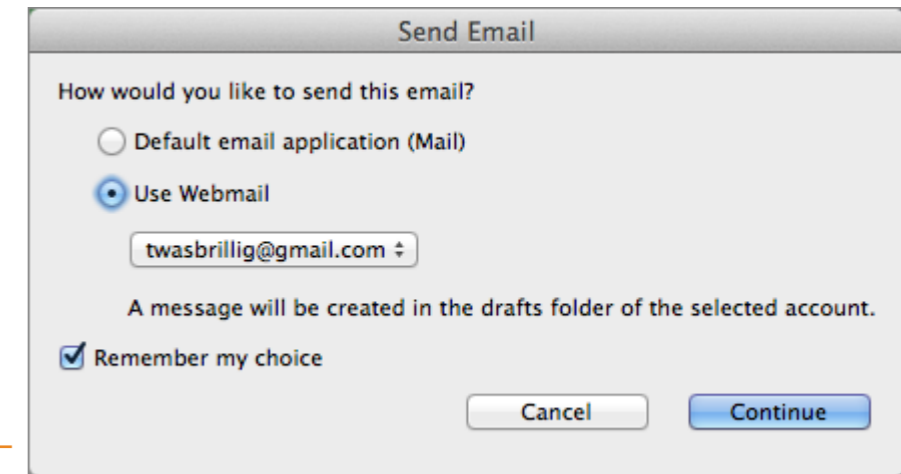 Send Email
How would you like to send this email?
Default email application (Mail)
Use Webmail
twasbrillig@gmail.com
A message will be created in the drafts folder of the selected account.
Remember my choice
Cancel Continue